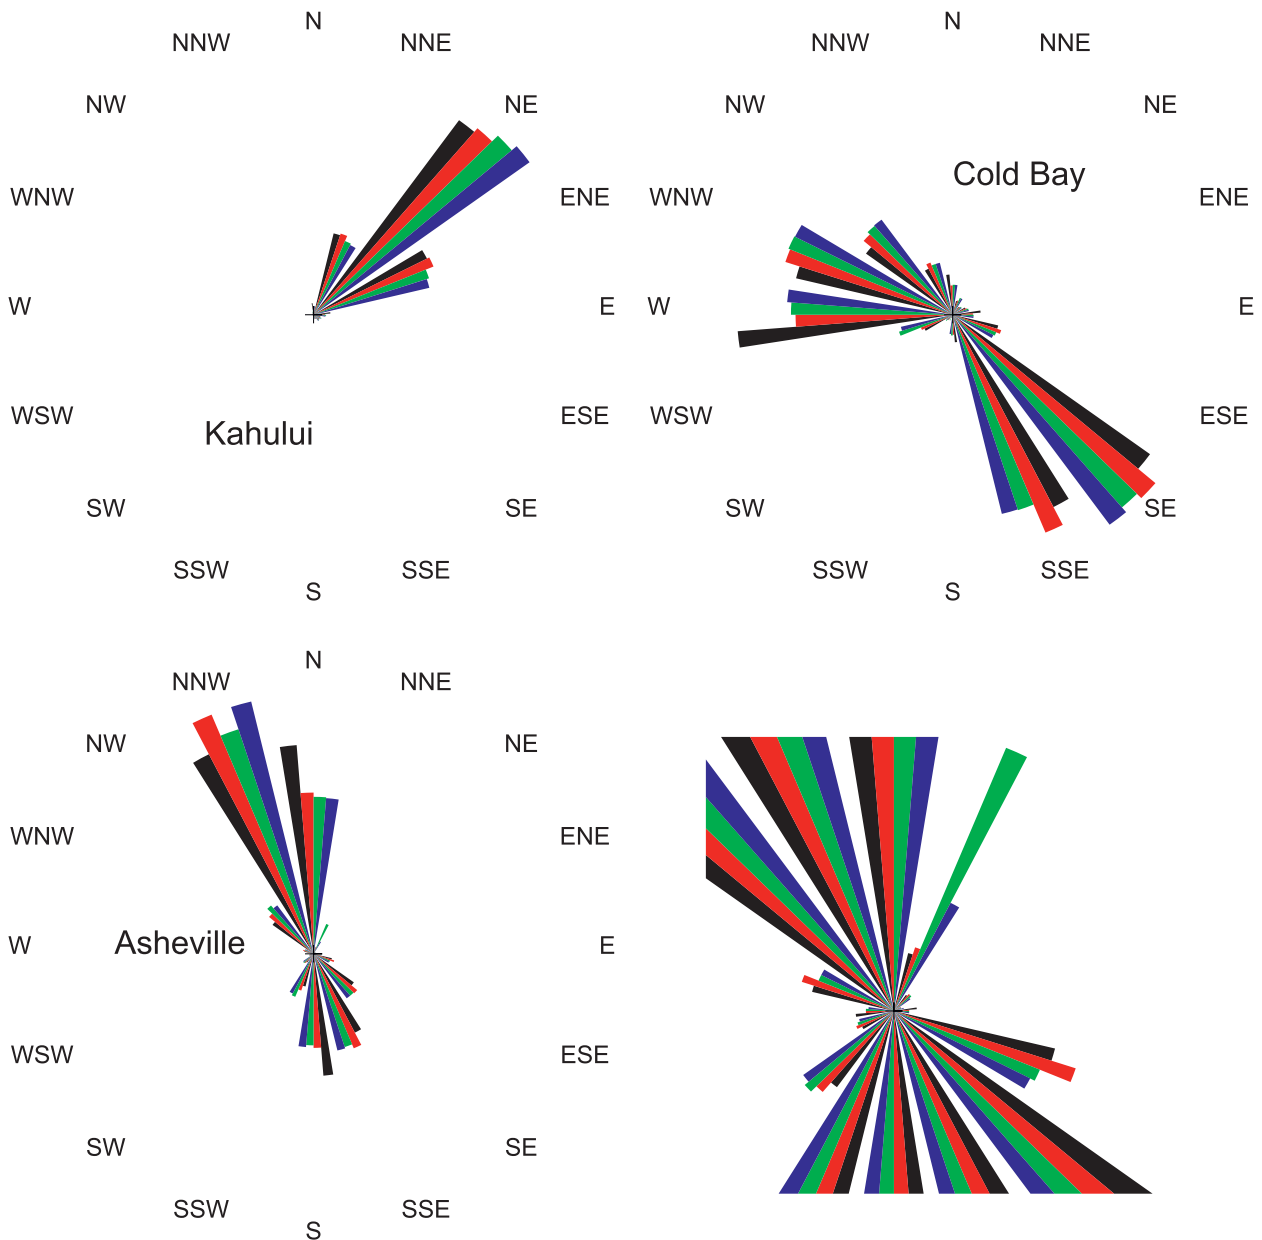 N
NNW NNE
NW NE
WNW ENE
W E
WSW ESE
Kahului
SW SE
SSW SSE
S
N
NNW NNE
NW NE
Cold Bay
WNW ENE
W E
WSW ESE
SW SE
SSW SSE
S
N
NNW NNE
NW NE
WNW ENE
W Asheville E
WSW ESE
SW SE
SSW SSE
S